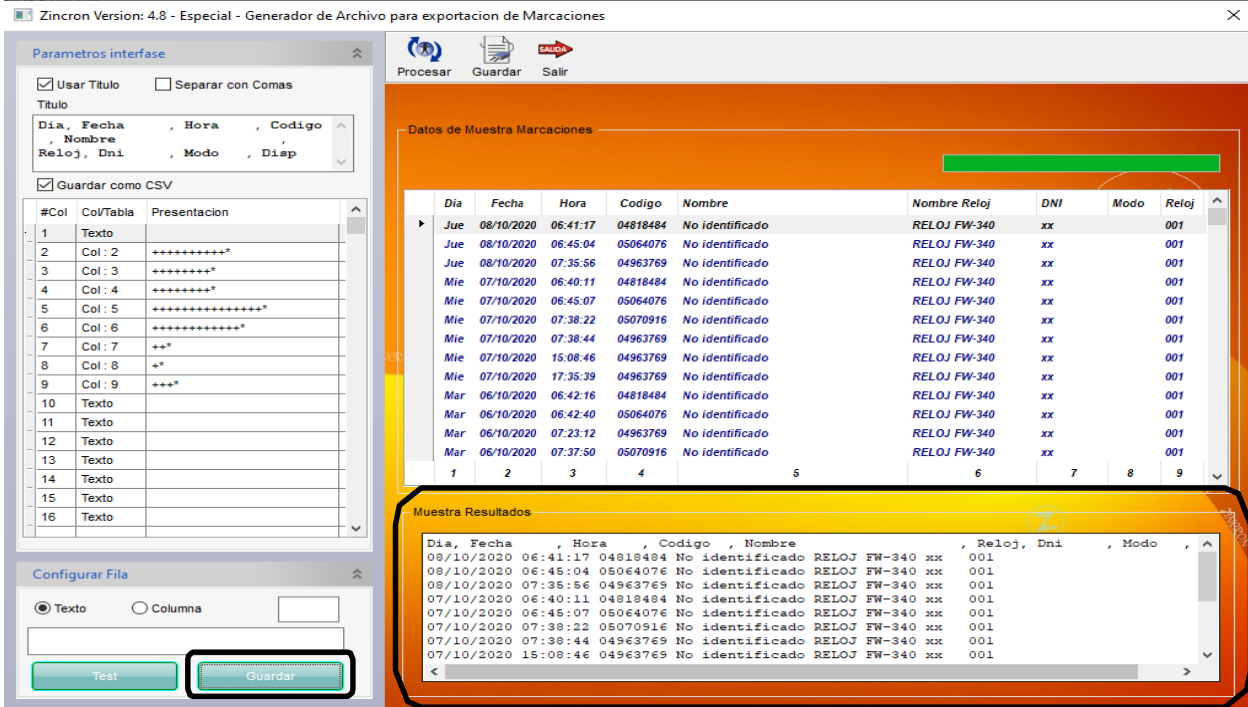 Zincron Version: 4.8 - Especial - Generador de Archivo para exportacion de Marcaciones
Parametros interfase
Usar Titulo Separar con Comas
Titulo
Dia, Fecha , Hora , Codigo
, Nombre ,
Reloj, Dni , Modo , Disp
Guardar como CSV
#Col Col/Tabla Presentacion
1 Texto
2 Col : 2 ++++++++++*
3 Col : 3 ++++++++*
4 Col : 4 ++++++++*
5 Col : 5 +++++++++++++++*
6 Col : 6 ++++++++++++*
7 Col : 7 ++*
8 Col : 8 +*
9 Col : 9 +++*
10 Texto
11 Texto
12 Texto
13 Texto
14 Texto
15 Texto
16 Texto
Configurar Fila
Texto Columna
Test Guardar
SALIDA
Procesar Guardar Salir
Datos de Muestra Marcaciones
Dia Fecha Hora Codigo Nombre Nombre Reloj DNI Modo Reloj
Jue 08/10/2020 06:41:17 04818484 No identificado RELOJ FW-340 xx 001
Jue 08/10/2020 06:45:04 05064076 No identificado RELOJ FW-340 xx 001
Jue 08/10/2020 07:35:56 04963769 No identificado RELOJ FW-340 xx 001
Mie 07/10/2020 06:40:11 04818484 No identificado RELOJ FW-340 xx 001
Mie 07/10/2020 06:45:07 05064076 No identificado RELOJ FW-340 xx 001
Mie 07/10/2020 07:38:22 05070916 No identificado RELOJ FW-340 xx 001
Mie 07/10/2020 07:38:44 04963769 No identificado RELOJ FW-340 xx 001
Mie 07/10/2020 15:08:46 04963769 No identificado RELOJ FW-340 xx 001
Mie 07/10/2020 17:35:39 04963769 No identificado RELOJ FW-340 xx 001
Mar 06/10/2020 06:42:16 04818484 No identificado RELOJ FW-340 xx 001
Mar 06/10/2020 06:42:40 05064076 No identificado RELOJ FW-340 xx 001
Mar 06/10/2020 07:23:12 04963769 No identificado RELOJ FW-340 xx 001
Mar 06/10/2020 07:37:50 05070916 No identificado RELOJ FW-340 xx 001
1 2 3 4 5 6 7 8 9
Muestra Resultados
Dia, Fecha , Hora , Codigo , Nombre , Reloj, Dni , Modo ,
08/10/2020 06:41:17 04818484 No identificado RELOJ FW-340 xx 001
08/10/2020 06:45:04 05064076 No identificado RELOJ FW-340 xx 001
08/10/2020 07:35:56 04963769 No identificado RELOJ FW-340 xx 001
07/10/2020 06:40:11 04818484 No identificado RELOJ FW-340 xx 001
07/10/2020 06:45:07 05064076 No identificado RELOJ FW-340 xx 001
07/10/2020 07:38:22 05070916 No identificado RELOJ FW-340 xx 001
07/10/2020 07:38:44 04963769 No identificado RELOJ FW-340 xx 001
07/10/2020 15:08:46 04963769 No identificado RELOJ FW-340 xx 001